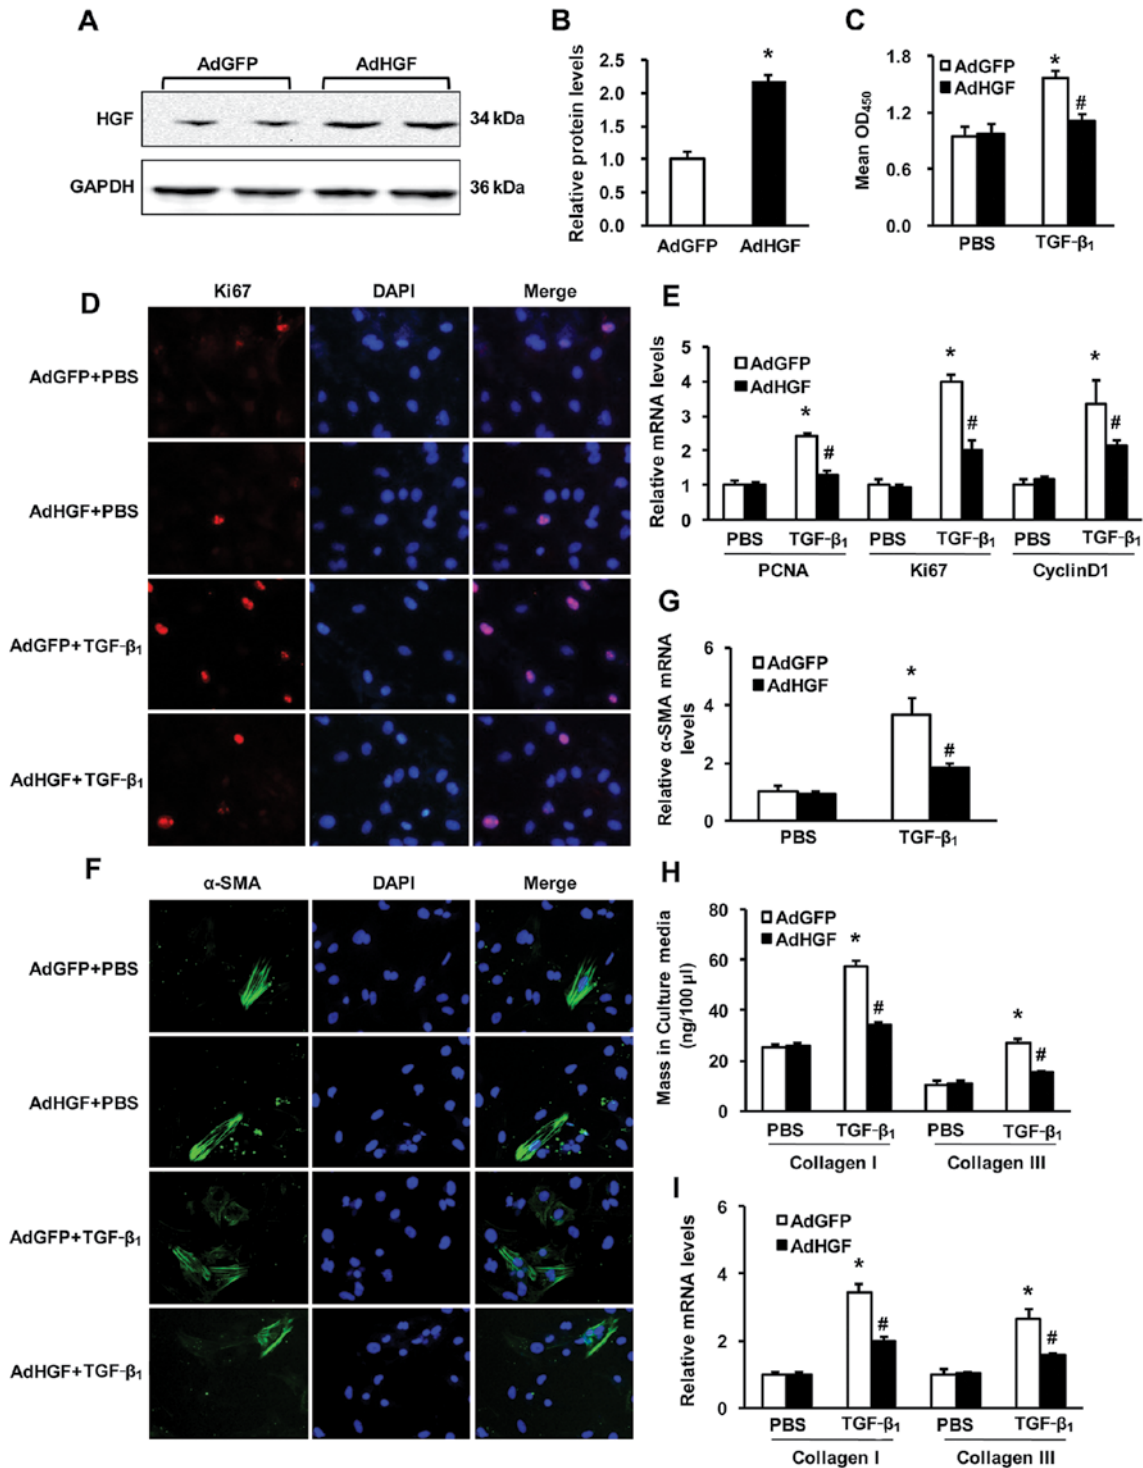 A
AdGFP AdHGF
HGF 34 kDa
GAPDH 36 kDa
B
Relative protein levels
2.5
2.0
1.5
1.0
0.5
0.0
AdGFP AdHGF
*
C
Mean OD450
1.8
1.2
0.6
0.0
AdGFP
AdHGF
*
#
PBS TGF-β1
D
Ki67 DAPI Merge
AdGFP+PBS
AdHGF+PBS
AdGFP+TGF-β1
AdHGF+TGF-β1
E
Relative mRNA levels
5
4
3
2
1
0
AdGFP
AdHGF
* # * # * #
PBS TGF-β1 PBS TGF-β1 PBS TGF-β1
PCNA Ki67 CyclinD1
F
α-SMA DAPI Merge
AdGFP+PBS
AdHGF+PBS
AdGFP+TGF-β1
AdHGF+TGF-β1
G
Relative α-SMA mRNA
levels
6
4
2
0
AdGFP
AdHGF
*
#
PBS TGF-β1
H
Mass in Culture media
(ng/100 µl)
80
60
40
20
0
AdGFP
AdHGF
* # * #
PBS TGF-β1 PBS TGF-β1
Collagen I Collagen III
I
Relative mRNA levels
6
4
2
0
AdGFP
AdHGF
* # * #
PBS TGF-β1 PBS TGF-β1
Collagen I Collagen III